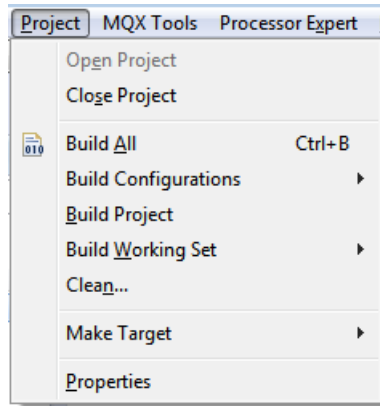 Project MQX Tools Processor Expert
Open Project
Close Project
010 Build All Ctrl+B
Build Configurations
Build Project
Build Working Set
Clean...
Make Target
Properties